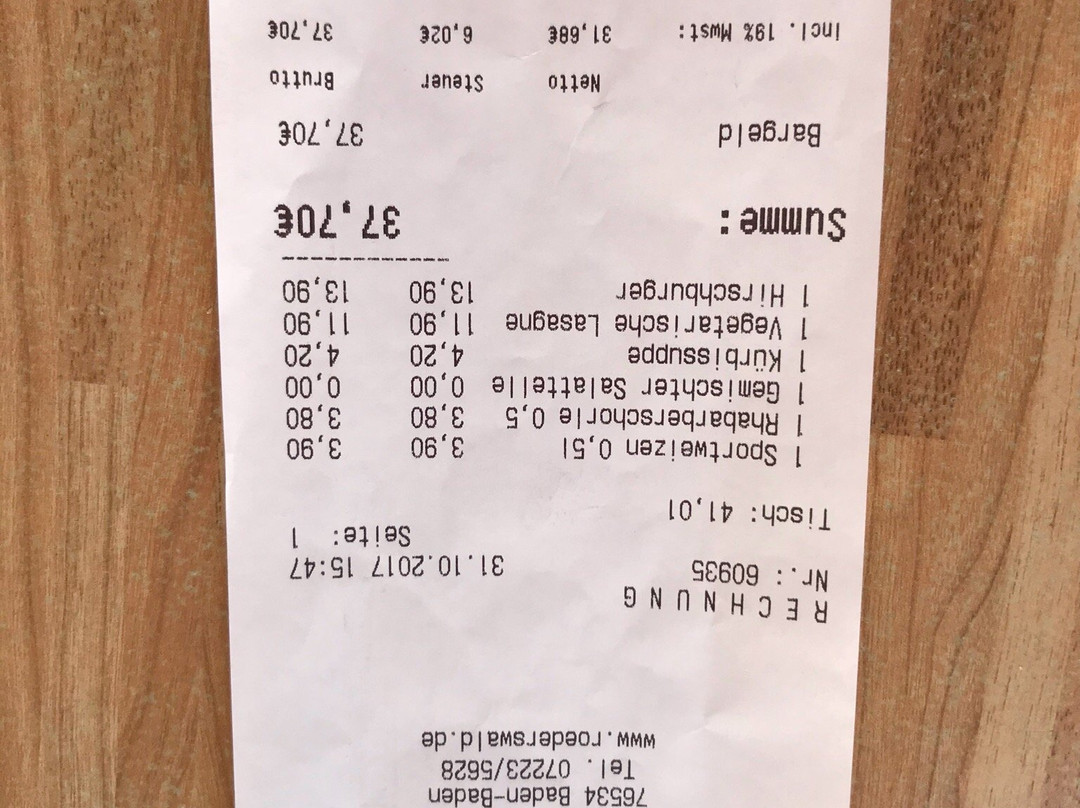 76534 Baden-Baden
Tel. 07223/5628
www.roederswald.de
R E C H N U N G
Nr.: 60935 31.10.2017 15:47
Seite: 1
Tisch: 41,01
1 Sportweizen 0,5l 3,90 3,90
1 Rhabarberschorle 0,5 3,80 3,80
1 Gemischter Salattelle 0,00 0,00
1 Kürbissuppe 4,20 4,20
1 Vegetarische Lasagne 11,90 11,90
1 Hirschburger 13,90 13,90
Summe: 37,70€
Bargeld 37,70€
Netto Steuer Brutto
Incl. 19% Mwst: 31,68€ 6,02€ 37,70€